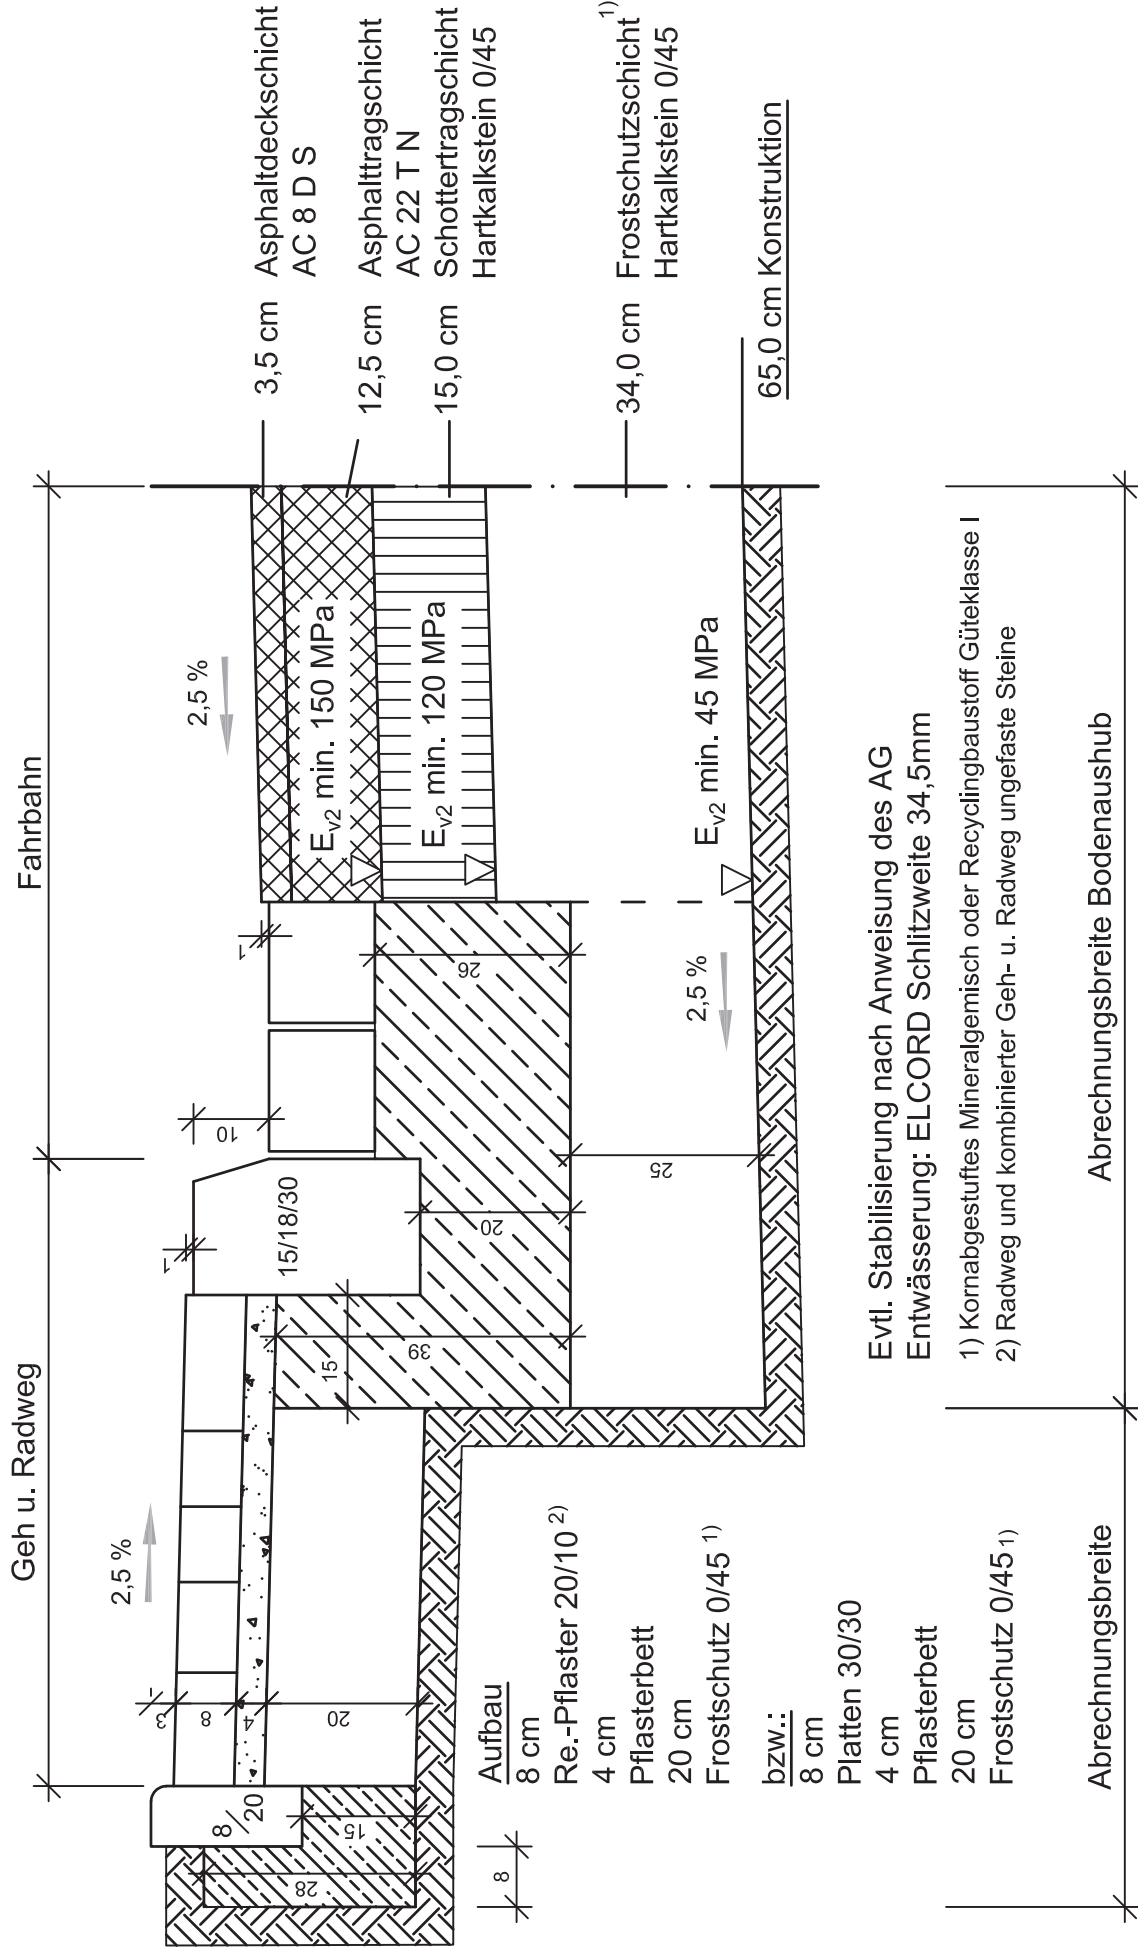 Geh u. Radweg
Fahrbahn
2,5 %
2,5 %
3,5 cm Asphaltdeckschicht
AC 8 D S
12,5 cm Asphalttragschicht
AC 22 T N
15,0 cm Schottertragschicht
Hartkalkstein 0/45
34,0 cm Frostschutzschicht 1)
Hartkalkstein 0/45
65,0 cm Konstruktion
Ev2 min. 150 MPa
Ev2 min. 120 MPa
Ev2 min. 45 MPa
2,5 %
3
8
4
20
8/20
15
28
8
1
15/18/30
10
1
26
20
39
15
25
Aufbau
8 cm
Re.-Pflaster 20/10 2)
4 cm
Pflasterbett
20 cm
Frostschutz 0/45 1)
bzw.:
8 cm
Platten 30/30
4 cm
Pflasterbett
20 cm
Frostschutz 0/45 1)
Evtl. Stabilisierung nach Anweisung des AG
Entwässerung: ELCORD Schlitzweite 34,5mm
1) Kornabgestuftes Mineralgemisch oder Recyclingbaustoff Güteklasse I
2) Radweg und kombinierter Geh- u. Radweg ungefaste Steine
Abrechnungsbreite
Abrechnungsbreite Bodenaushub